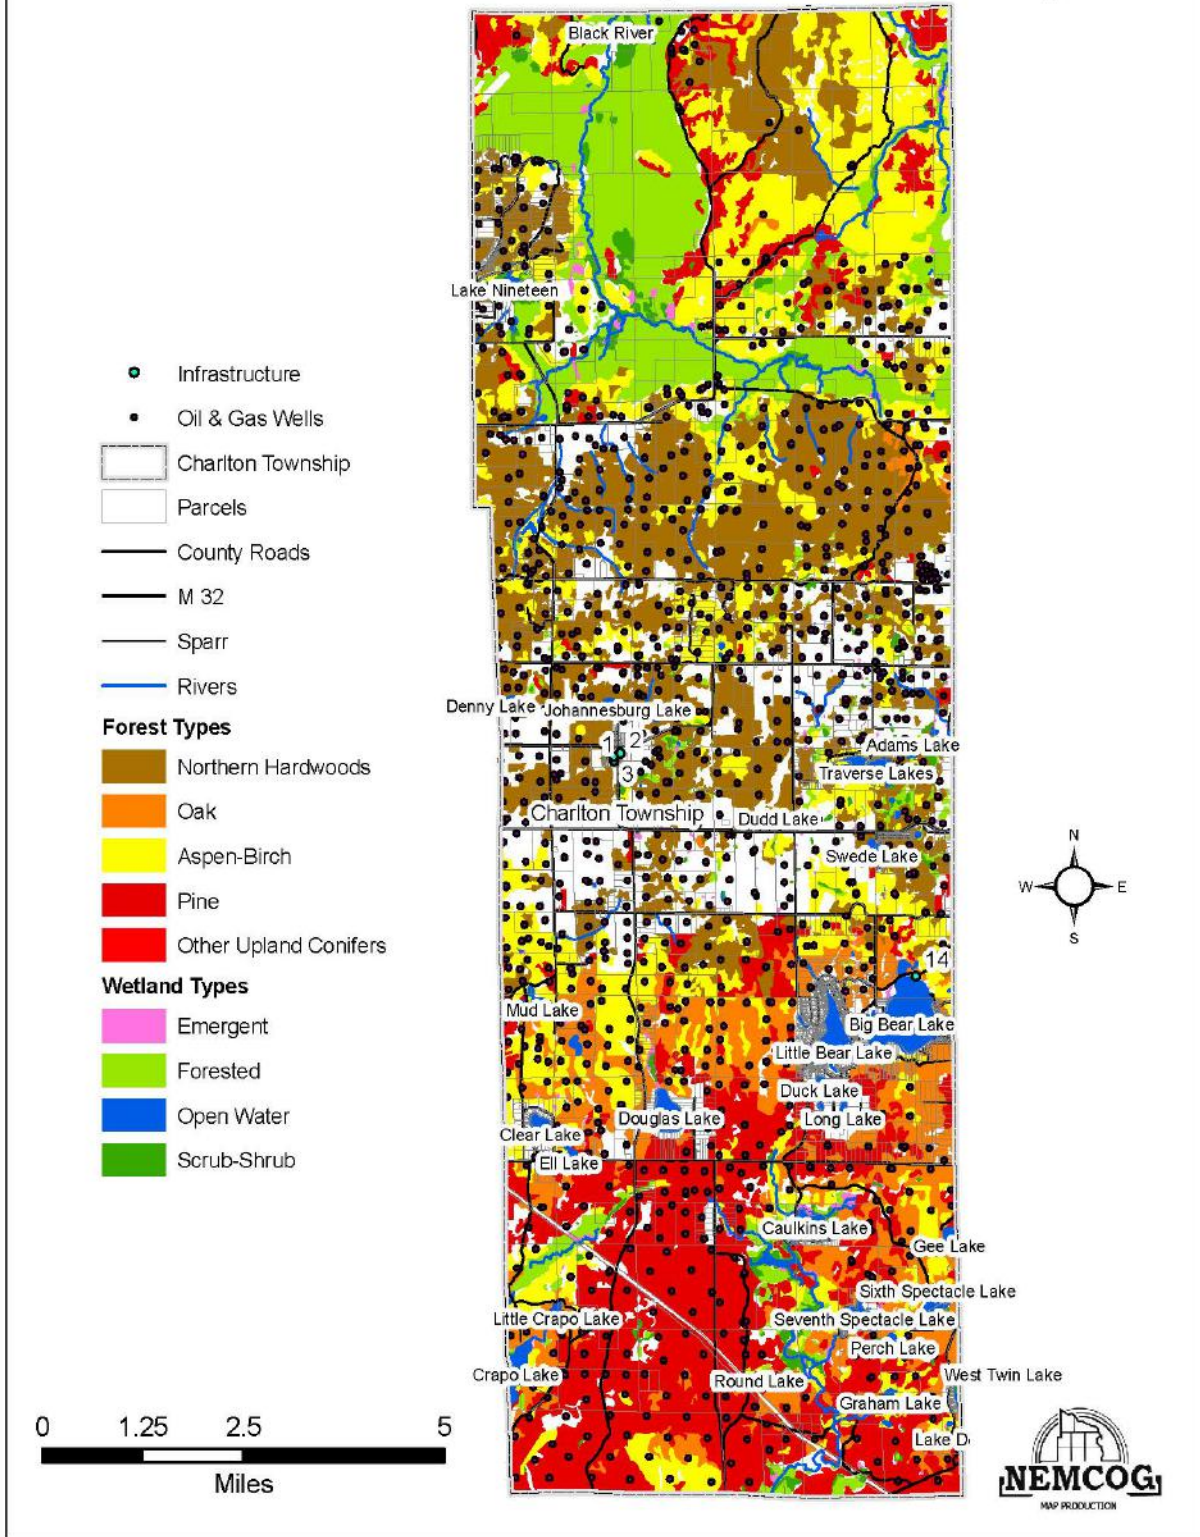 Black River
Lake Nineteen
Infrastructure
Oil & Gas Wells
Charlton Township
Parcels
County Roads
M 32
Sparr
Rivers
Forest Types
Northern Hardwoods
Oak
Aspen-Birch
Pine
Other Upland Conifers
Wetland Types
Emergent
Forested
Open Water
Scrub-Shrub
Denny Lake
Johannesburg Lake
1
2
3
Adams Lake
Traverse Lakes
Charlton Township
Dudd Lake
Swede Lake
14
Mud Lake
Big Bear Lake
Little Bear Lake
Duck Lake
Douglas Lake
Long Lake
Clear Lake
Ell Lake
Caulkins Lake
Gee Lake
Sixth Spectacle Lake
Little Crapo Lake
Seventh Spectacle Lake
Perch Lake
Crapo Lake
Round Lake
West Twin Lake
Graham Lake
Lake D
N
W E
S
0 1.25 2.5 5
Miles
NEMCOG
MAP PRODUCTION